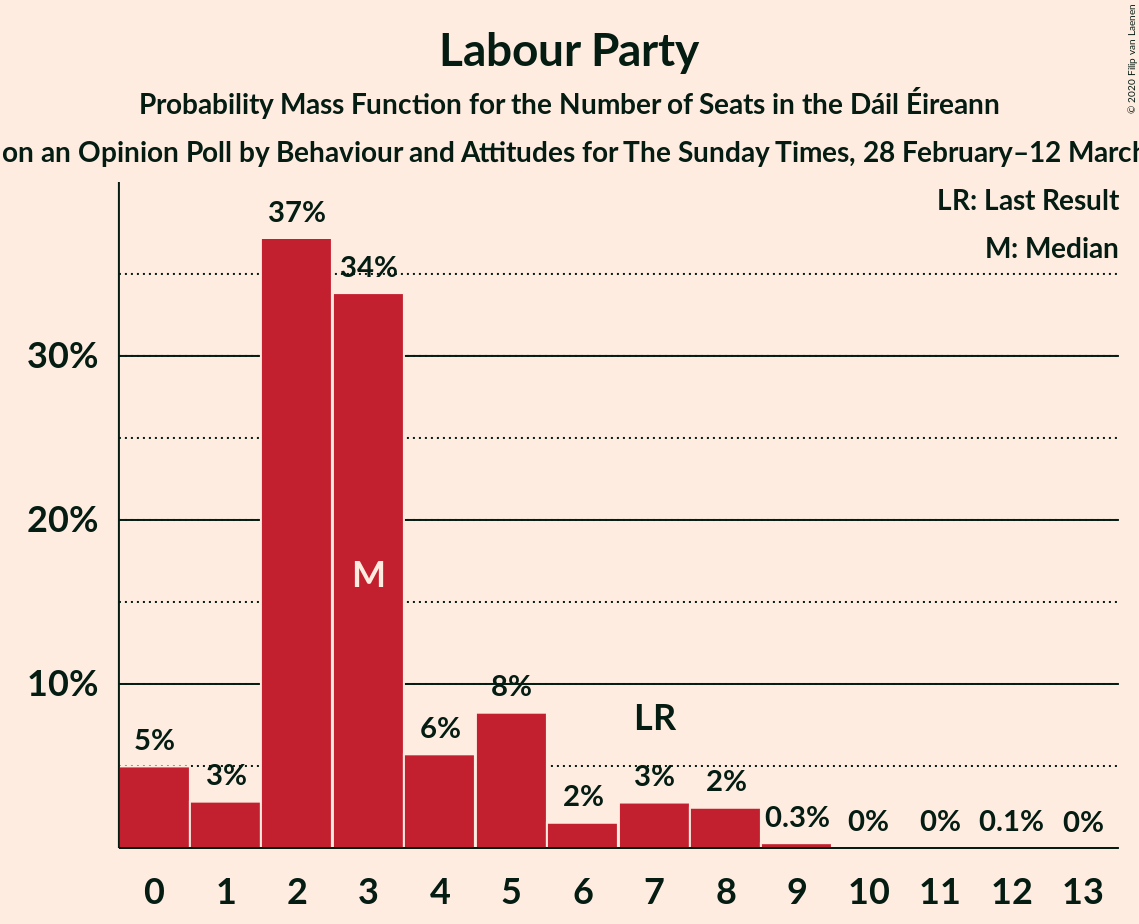 Labour Party
Probability Mass Function for the Number of Seats in the Dáil Éireann
on an Opinion Poll by Behaviour and Attitudes for The Sunday Times, 28 February–12 March
© 2020 Filip van Laenen
LR: Last Result
M: Median
37%
34%
30%
20%
M
10%
8%
LR
6%
5%
3%
3%
2%
2%
0.3%
0%
0%
0.1%
0%
0 1 2 3 4 5 6 7 8 9 10 11 12 13